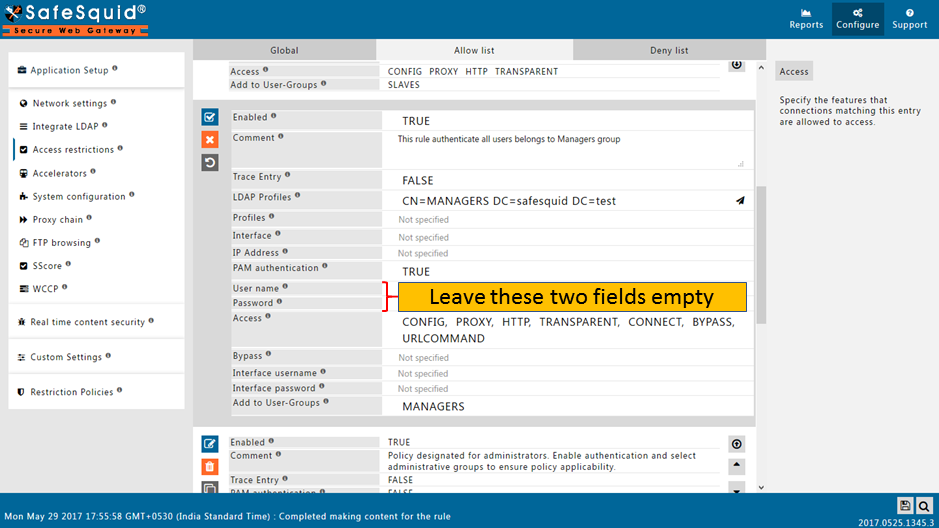 SafeSquid®
Secure Web Gateway
Reports
Configure
Support
Global
Allow list
Deny list
Application Setup
Network settings
Integrate LDAP
Access restrictions
Accelerators
System configuration
Proxy chain
FTP browsing
SScore
WCCP
Real time content security
Custom Settings
Restriction Policies
Access CONFIG PROXY HTTP TRANSPARENT
Add to User-Groups SLAVES
Enabled TRUE
Comment This rule authenticate all users belongs to Managers group
Trace Entry FALSE
LDAP Profiles CN=MANAGERS DC=safesquid DC=test
Profiles Not specified
Interface Not specified
IP Address Not specified
PAM authentication TRUE
User name
Password
Leave these two fields empty
Access CONFIG, PROXY, HTTP, TRANSPARENT, CONNECT, BYPASS,
URLCOMMAND
Bypass Not specified
Interface username Not specified
Interface password Not specified
Add to User-Groups MANAGERS
Enabled TRUE
Comment Policy designated for administrators. Enable authentication and select
administrative groups to ensure policy applicability.
Trace Entry FALSE
PAM authentication FALSE
Access
Specify the features that
connections matching this entry
are allowed to access.
Mon May 29 2017 17:55:58 GMT+0530 (India Standard Time) : Completed making content for the rule
2017.0525.1345.3